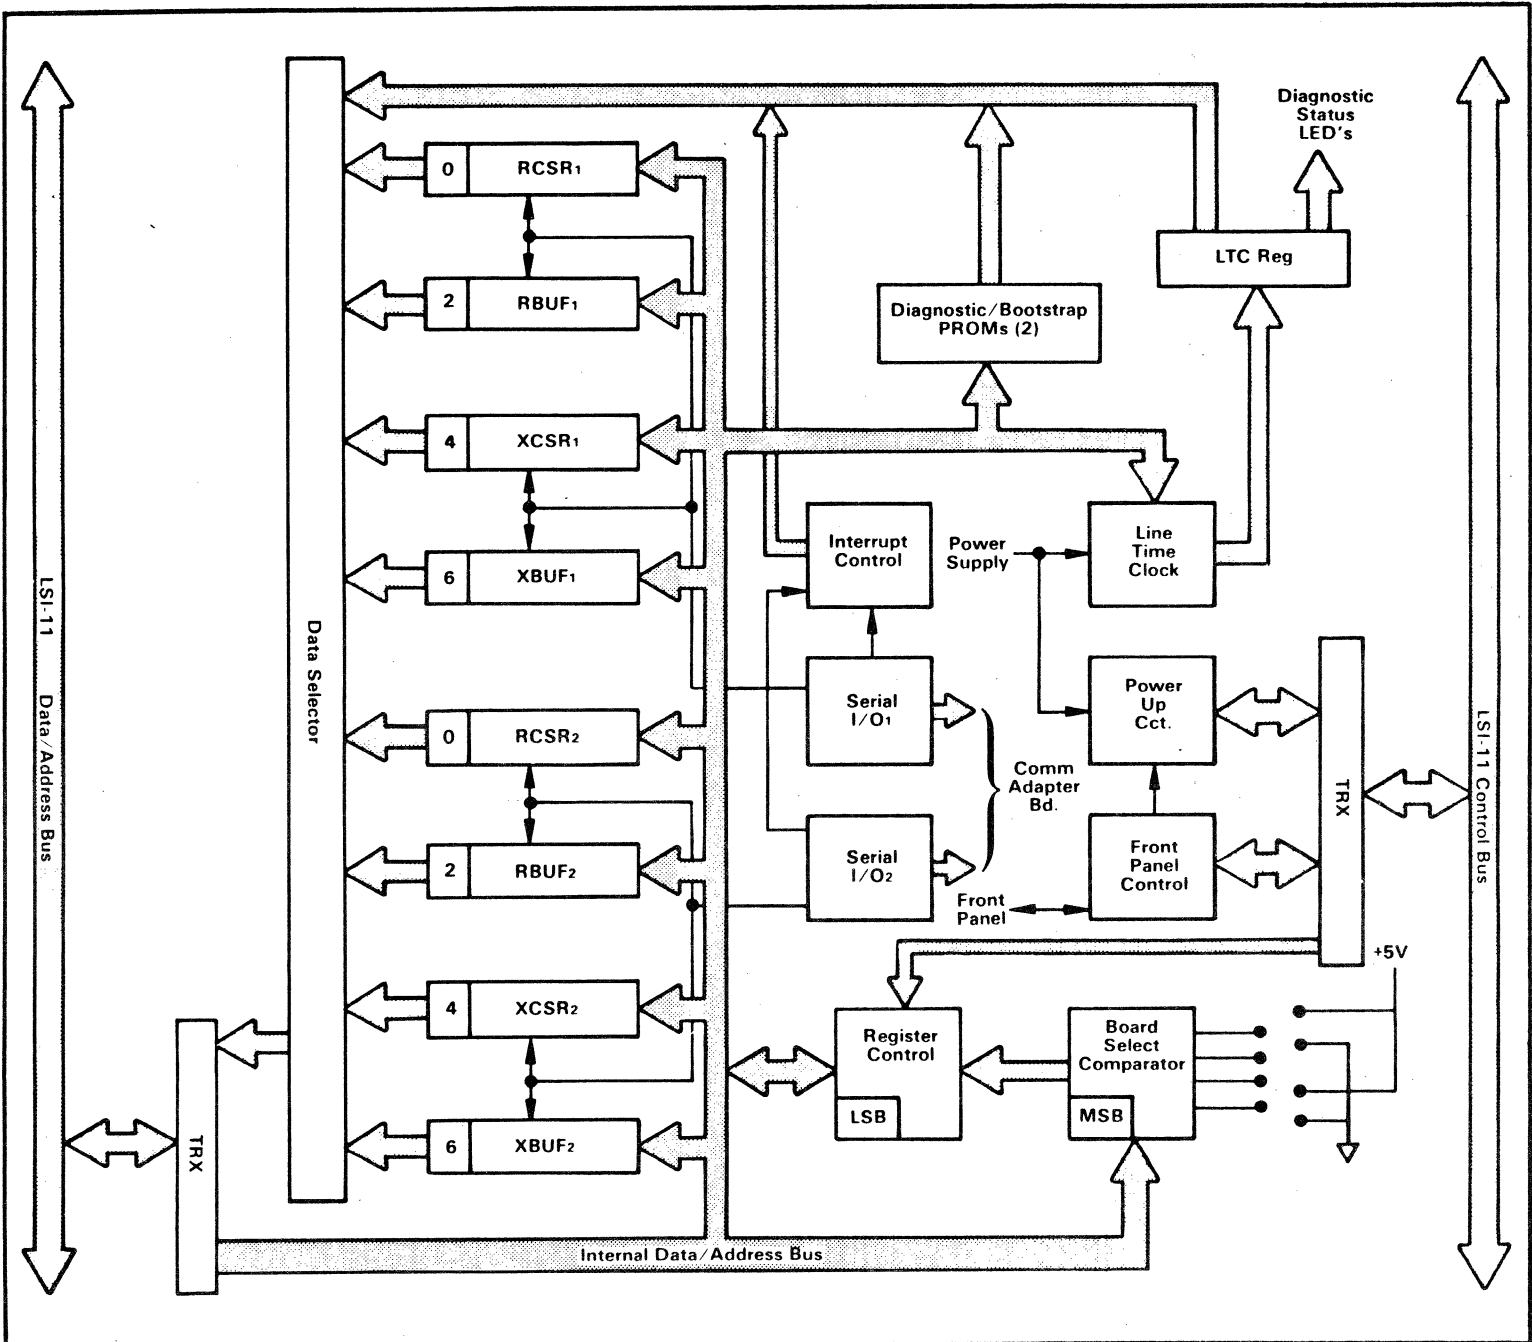 Diagnostic
Status
LED's
0 RCSR1
2 RBUF1
4 XCSR1
6 XBUF1
0 RCSR2
2 RBUF2
4 XCSR2
6 XBUF2
LSI-11 Data/Address Bus
Data Selector
TRX
Internal Data/Address Bus
LTC Reg
Diagnostic/Bootstrap
PROMs (2)
Interrupt
Control
Power
Supply
Line
Time
Clock
Serial
I/O1
Power
Up
Cct.
Comm
Adapter
Bd.
Serial
I/O2
Front
Panel
Control
Front
Panel
TRX
LSI-11 Control Bus
+5V
Register
Control
LSB
Board
Select
Comparator
MSB